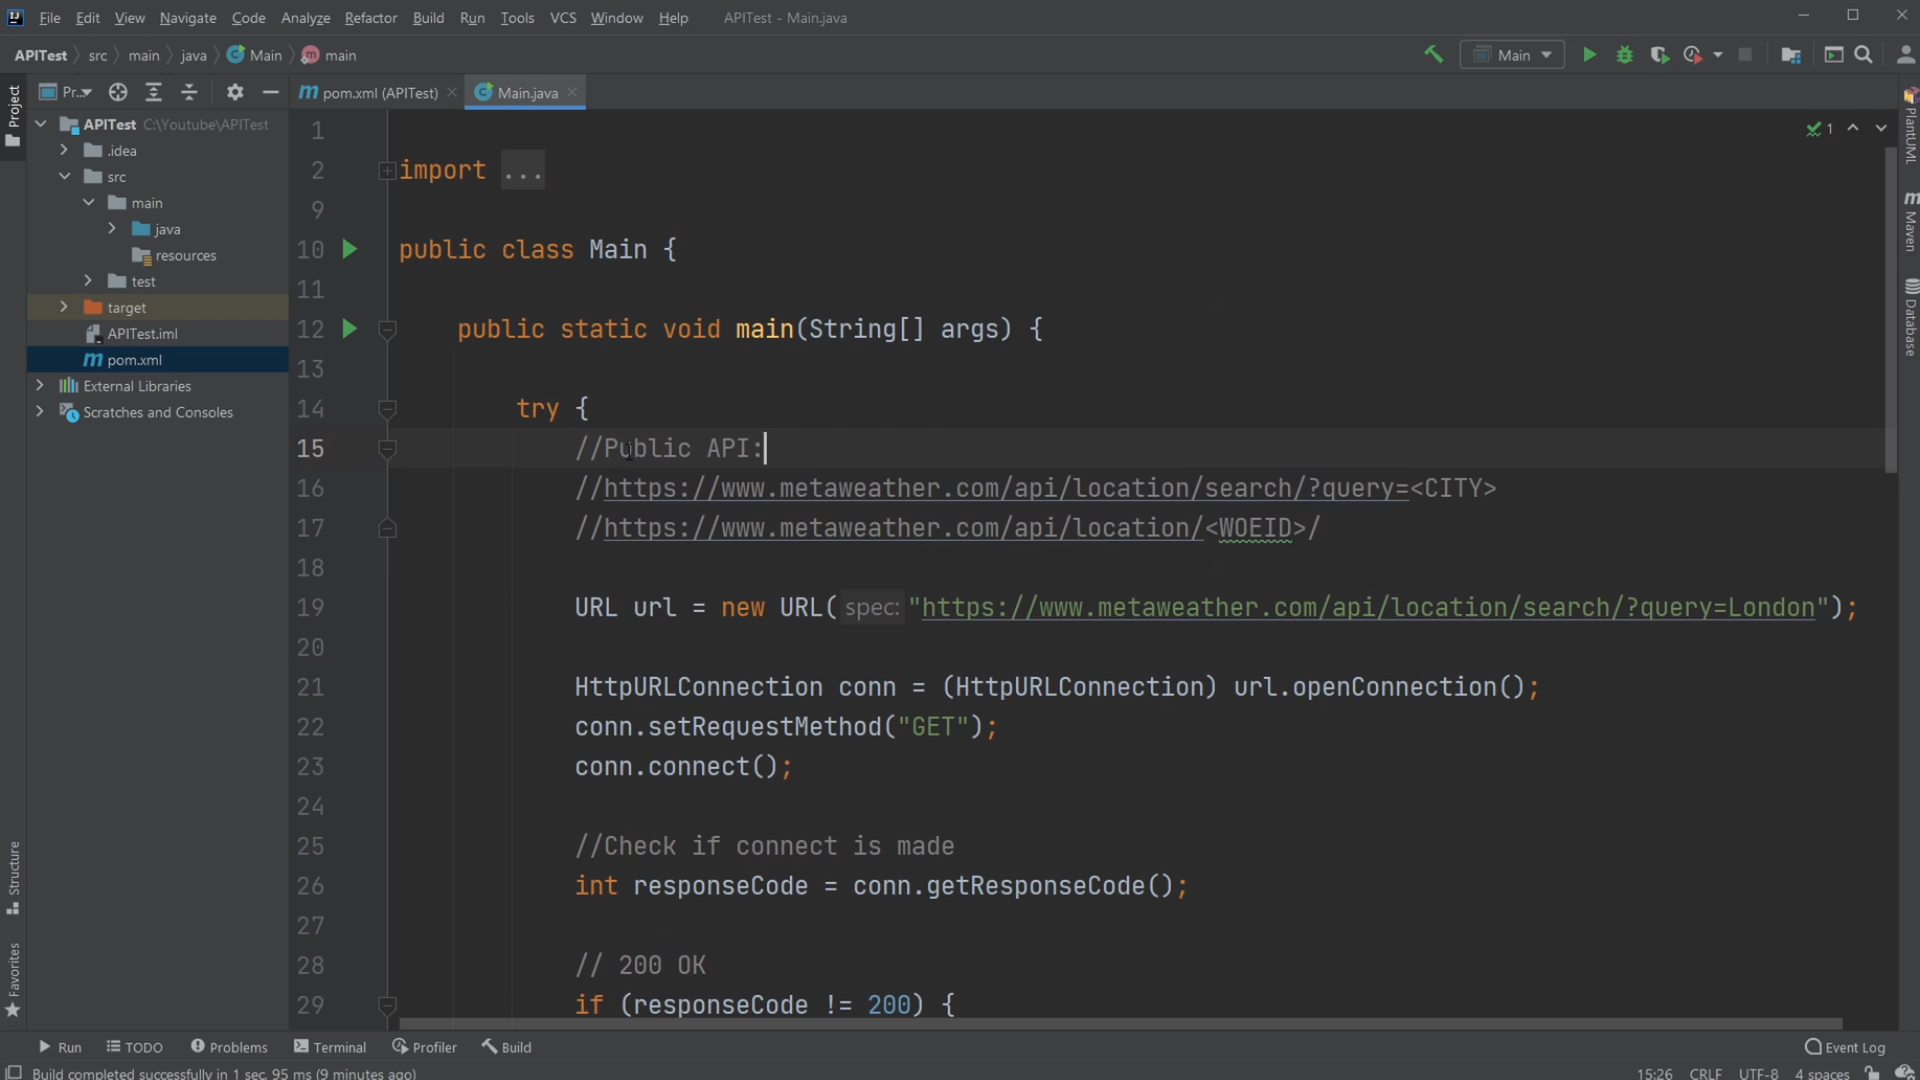 File Edit View Navigate Code Analyze Refactor Build Run Tools VCS Window Help APITest - Main.java
APITest src main java Main main Main
Project Pr... pom.xml (APITest) Main.java
APITest C:\Youtube\APITest
.idea
src
main
java
resources
test
target
APITest.iml
pom.xml
External Libraries
Scratches and Consoles
1
2 import ...
9
10 public class Main {
11
12 public static void main(String[] args) {
13
14 try {
15 //Public API:
16 //https://www.metaweather.com/api/location/search/?query=<CITY>
17 //https://www.metaweather.com/api/location/<WOEID>/
18
19 URL url = new URL( spec: "https://www.metaweather.com/api/location/search/?query=London");
20
21 HttpURLConnection conn = (HttpURLConnection) url.openConnection();
22 conn.setRequestMethod("GET");
23 conn.connect();
24
25 //Check if connect is made
26 int responseCode = conn.getResponseCode();
27
28 // 200 OK
29 if (responseCode != 200) {
1
PlantUML
Maven
Database
Structure
Favorites
Run TODO Problems Terminal Profiler Build Event Log
Build completed successfully in 1 sec, 95 ms (9 minutes ago) 15:26 CRLF UTF-8 4 spaces